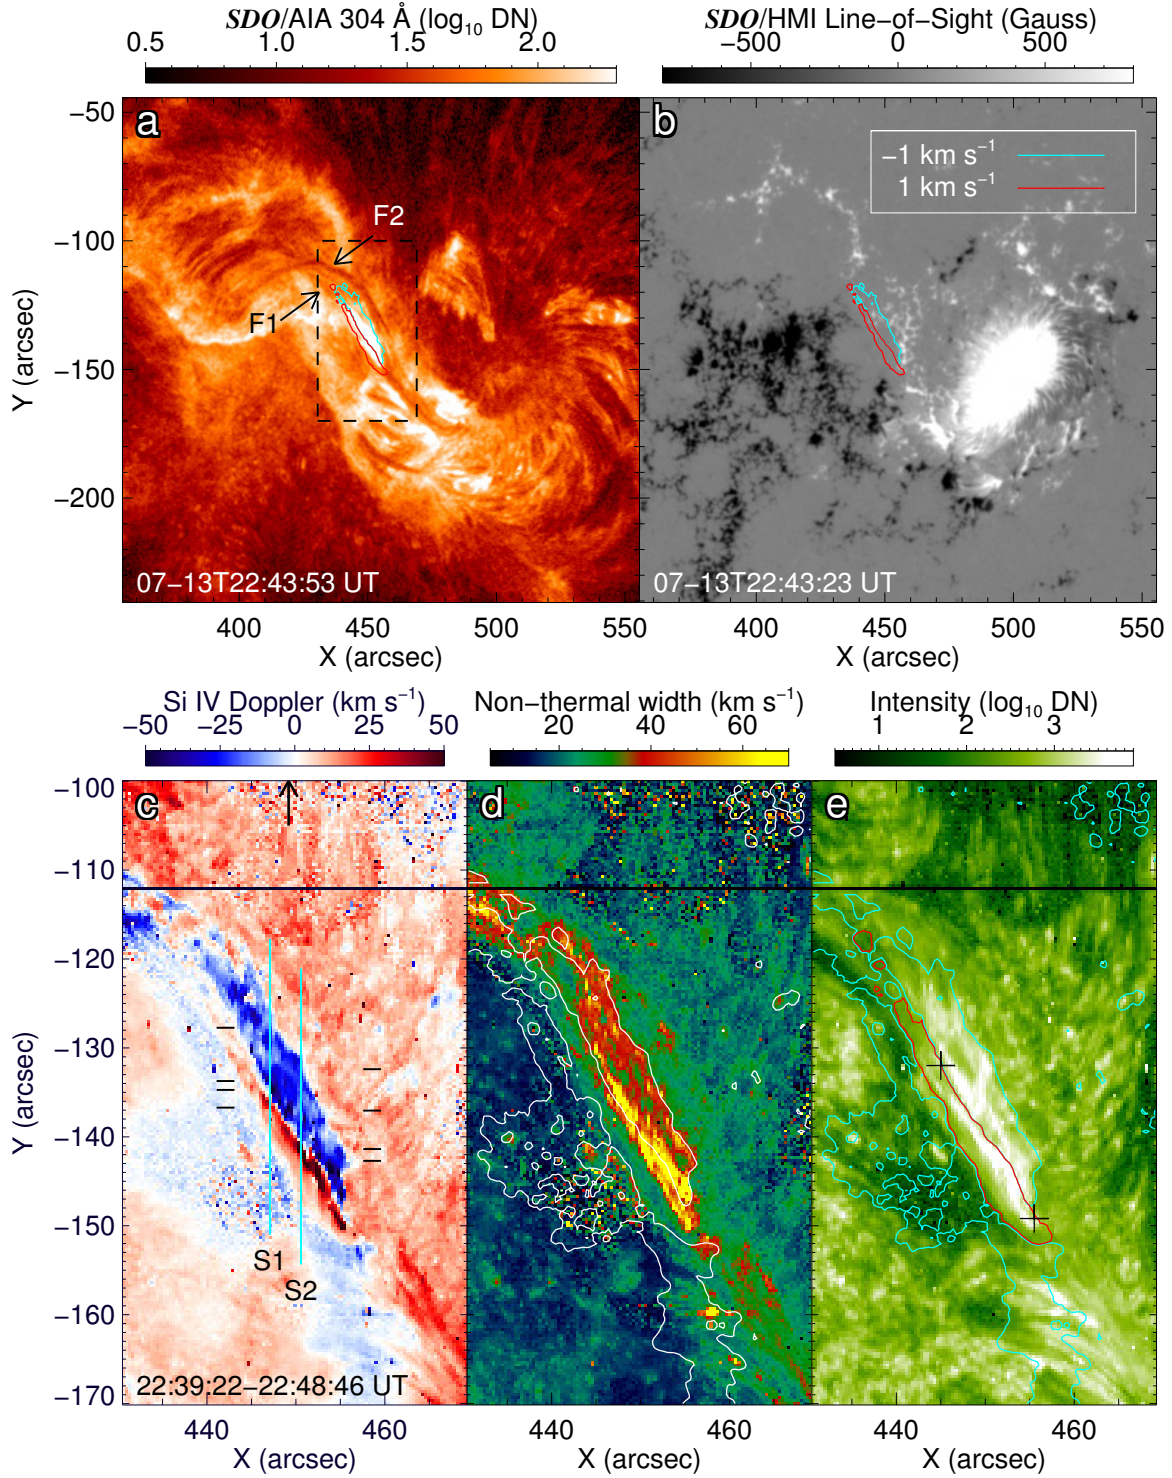 SDO/AIA 304 Å (log₁₀ DN)
0.5 1.0 1.5 2.0
SDO/HMI Line−of−Sight (Gauss)
−500 0 500
a
F2
F1
07−13T22:43:53 UT
−50
−100
−150
−200
Y (arcsec)
400 450 500 550
X (arcsec)
b
−1 km s⁻¹
1 km s⁻¹
07−13T22:43:23 UT
400 450 500 550
X (arcsec)
Si IV Doppler (km s⁻¹)
−50 −25 0 25 50
Non−thermal width (km s⁻¹)
20 40 60
Intensity (log₁₀ DN)
1 2 3
c
S1
S2
22:39:22−22:48:46 UT
−100
−110
−120
−130
−140
−150
−160
−170
Y (arcsec)
440 460
X (arcsec)
d
440 460
X (arcsec)
e
440 460
X (arcsec)